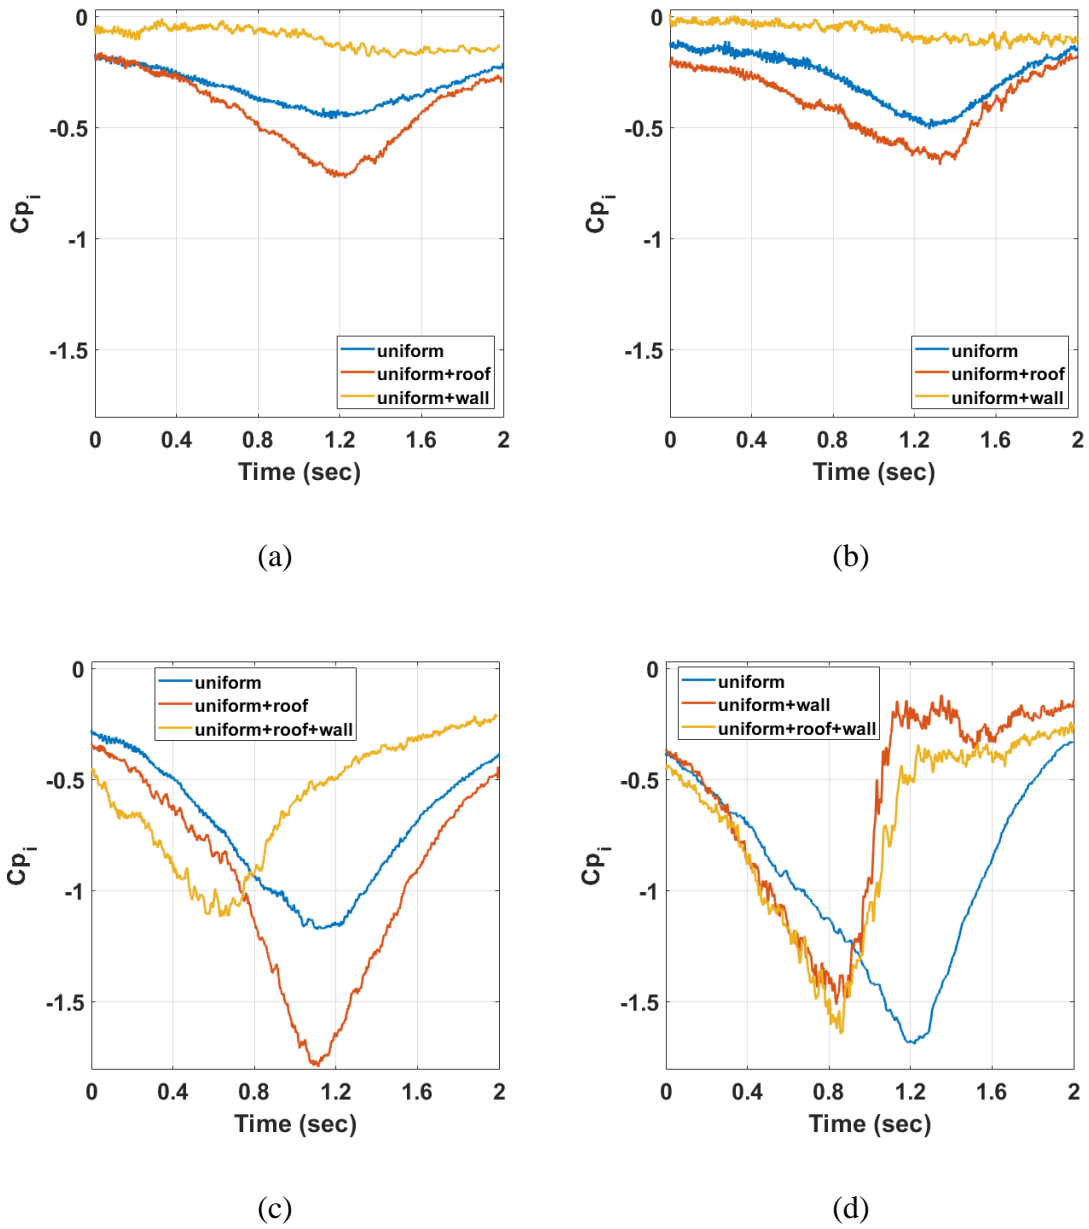 0
-0.5
-1
-1.5
Cpi
uniform
uniform+roof
uniform+wall
0 0.4 0.8 1.2 1.6 2
Time (sec)
(a)
0
-0.5
-1
-1.5
Cpi
uniform
uniform+roof
uniform+wall
0 0.4 0.8 1.2 1.6 2
Time (sec)
(b)
0
-0.5
-1
-1.5
Cpi
uniform
uniform+roof
uniform+roof+wall
0 0.4 0.8 1.2 1.6 2
Time (sec)
(c)
0
-0.5
-1
-1.5
Cpi
uniform
uniform+wall
uniform+roof+wall
0 0.4 0.8 1.2 1.6 2
Time (sec)
(d)